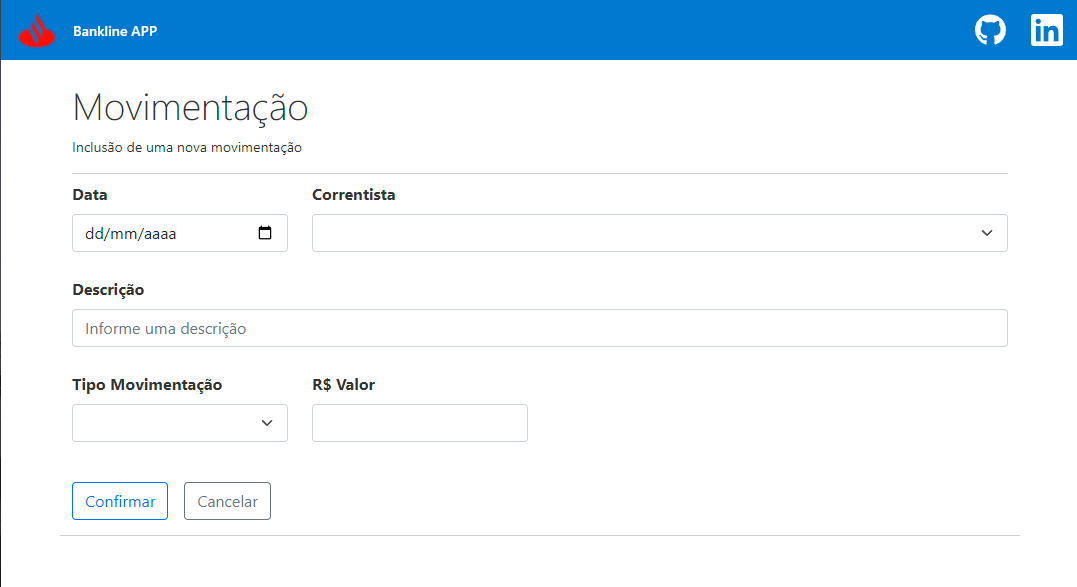 Bankline APP
Movimentação
Inclusão de uma nova movimentação
Data Correntista
dd/mm/aaaa
Descrição
Informe uma descrição
Tipo Movimentação R$ Valor
Confirmar Cancelar